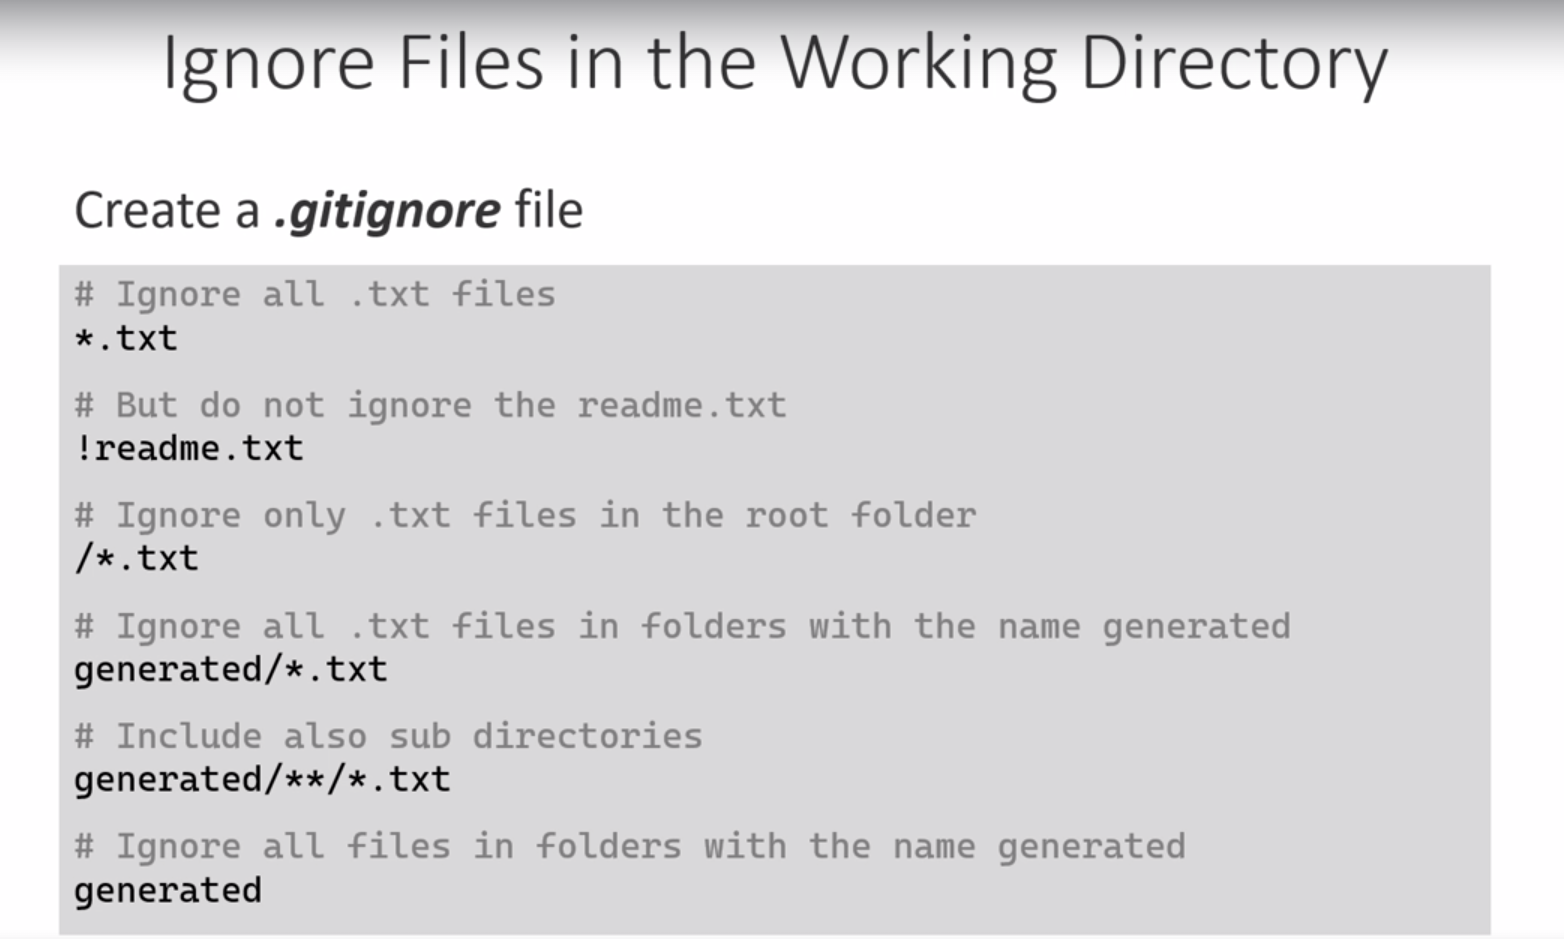 Ignore Files in the Working Directory
Create a .gitignore file
# Ignore all .txt files
*.txt
# But do not ignore the readme.txt
!readme.txt
# Ignore only .txt files in the root folder
/*.txt
# Ignore all .txt files in folders with the name generated
generated/*.txt
# Include also sub directories
generated/**/*.txt
# Ignore all files in folders with the name generated
generated